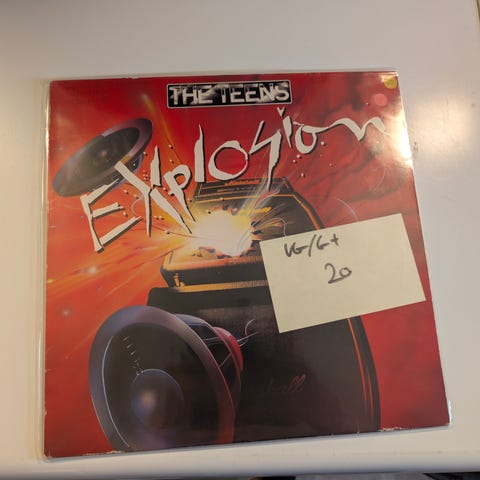 THE TEENS
Explosion
VG/G+
20